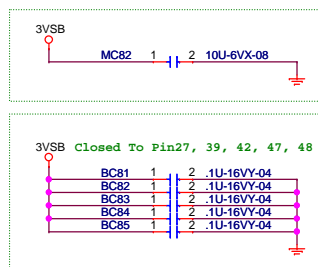 3VSB
MC82 1 2 10U-6VX-08
3VSB Closed To Pin27, 39, 42, 47, 48
BC81 1 2 .1U-16VY-04
BC82 1 2 .1U-16VY-04
BC83 1 2 .1U-16VY-04
BC84 1 2 .1U-16VY-04
BC85 1 2 .1U-16VY-04